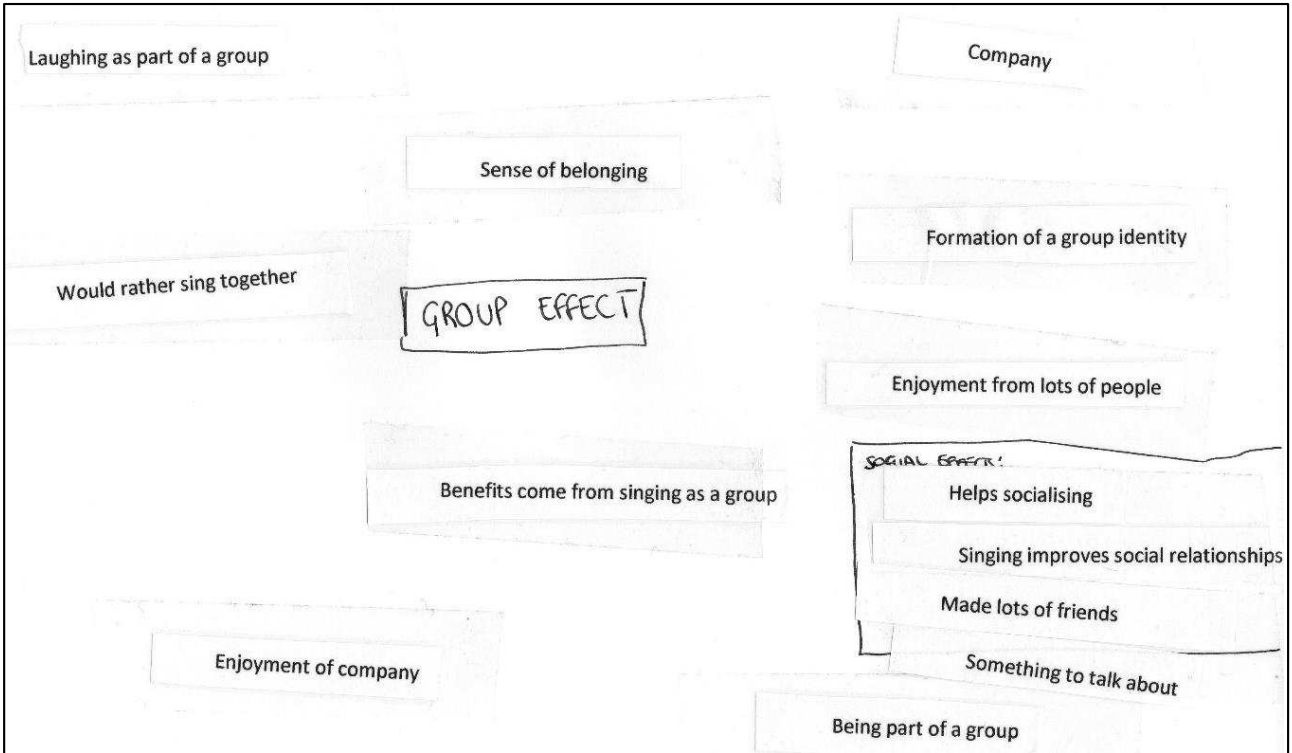 Laughing as part of a group
Company
Sense of belonging
Formation of a group identity
Would rather sing together
GROUP EFFECT
Enjoyment from lots of people
SOCIAL
Helps socialising
Benefits come from singing as a group
Singing improves social relationships
Made lots of friends
Enjoyment of company
Something to talk about
Being part of a group